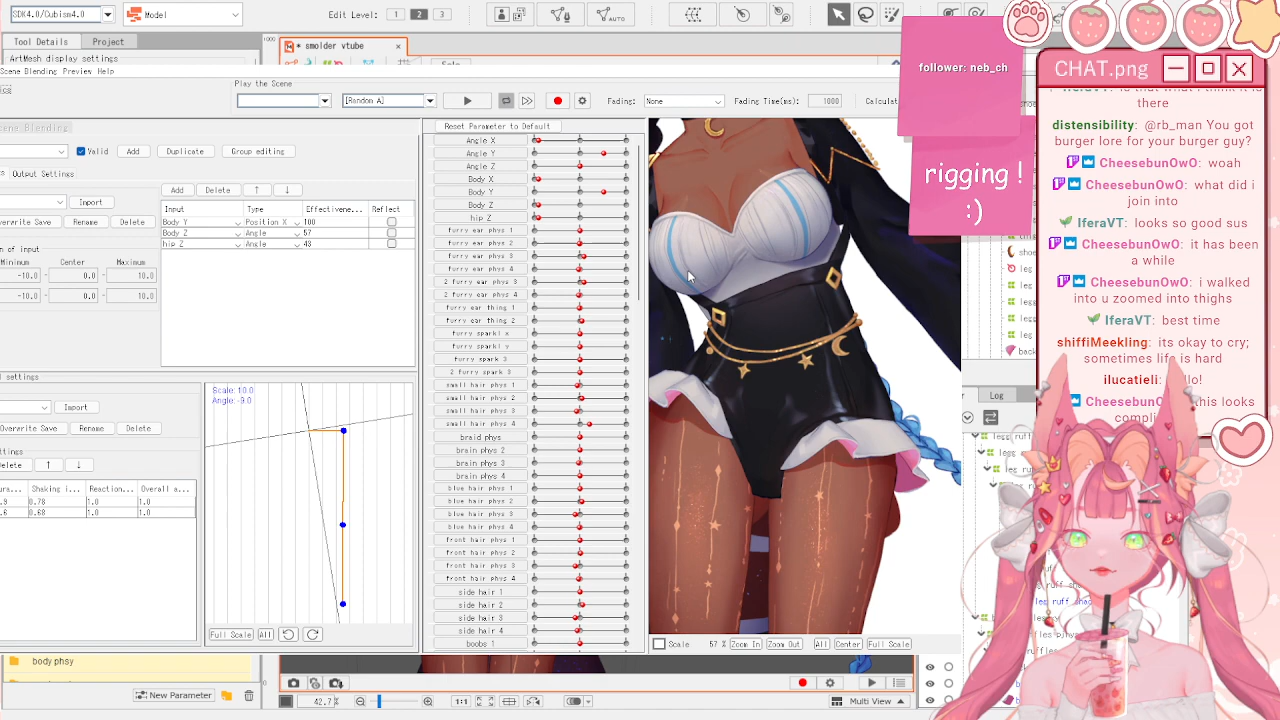 SDK4.0/Cubism4.0
Model
Edit Level: 1 2 3
AUTO
Tool Details
Project
* smolder vtube
ArtMesh display settings
Scene Blending Preview Help
Play the Scene
[Random A]
Fading:
None
Fading Time(ms):
1000
Valid
Add
Duplicate
Group editing
Output Settings
Import
Rename
Delete
Minimum
Center
Maximum
-10.0
0.0
10.0
-10.0
0.0
10.0
Add
Delete
↑
↓
Input
Type
Effectivene...
Reflect
Body Y
Position X
100
Body Z
Angle
57
hip Z
Angle
Import
Rename
Delete
↑
↓
Shaking i...
Reaction...
Overall a...
0.78
1.0
1.0
0.68
1.0
1.0
Scale: 10.0
Angle: -9.0
Full Scale
All
Reset Parameter to Default
Angle X
Angle Y
Angle Z
Body X
Body Y
Body Z
hip Z
furry ear phys 1
furry ear phys 2
furry ear phys 3
furry ear phys 4
2 furry ear phys 3
2 furry ear phys 4
furry ear thing 1
furry ear thing 2
furry sparkl x
furry sparkl y
furry spark 3
2 furry spark 3
small hair phys 1
small hair phys 2
small hair phys 3
small hair phys 4
braid phys
brain phys 2
brain phys 3
brain phys 4
blue hair phys 1
blue hair phys 2
blue hair phys 3
blue hair phys 4
front hair phys
front hair phys 2
front hair phys 3
front hair phys 4
side hair 1
side hair 2
side hair 3
side hair 4
boobs 1
Scale
57 %
Zoom In
Zoom Out
All
Center
Full Scale
body phsy
New Parameter
1:1
Multi View
Log
follower: neb_ch
rigging !
:)
CHAT.png
there
distensibility: @rb_man You got
burger lore for your burger gby?
CheesebunOwO: woah
CheesebunOwO: what did i
join into
IferaVT: looks so good sus
CheesebunOwO: it has been
a while
CheesebunOwO: i walked
into u zoomed into thighs
IferaVT: best time
shiffiMeekling: its okay to cry;
sometimes life is hard